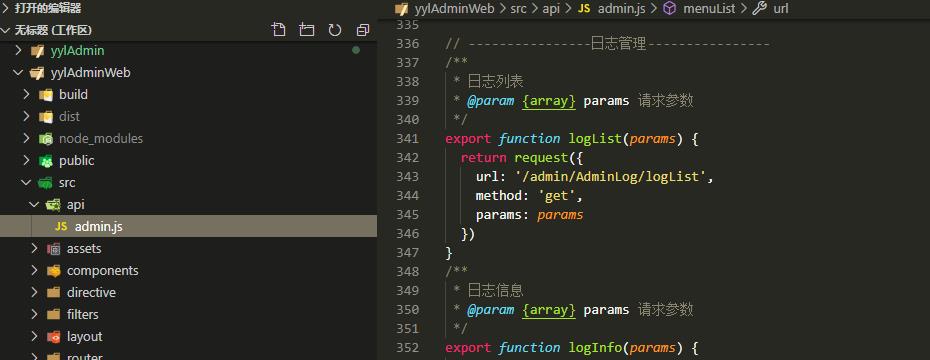 打开的编辑器
无标题 (工作区)
yylAdmin
yylAdminWeb
build
dist
node_modules
public
src
api
JS admin.js
assets
components
directive
filters
layout
router
yylAdminWeb > src > api > JS admin.js > menuList > url
335
336 // ----------------日志管理----------------
337 /**
338  * 日志列表
339  * @param {array} params 请求参数
340  */
341 export function logList(params) {
342   return request({
343     url: '/admin/AdminLog/logList',
344     method: 'get',
345     params: params
346   })
347 }
348 /**
349  * 日志信息
350  * @param {array} params 请求参数
351  */
352 export function logInfo(params) {